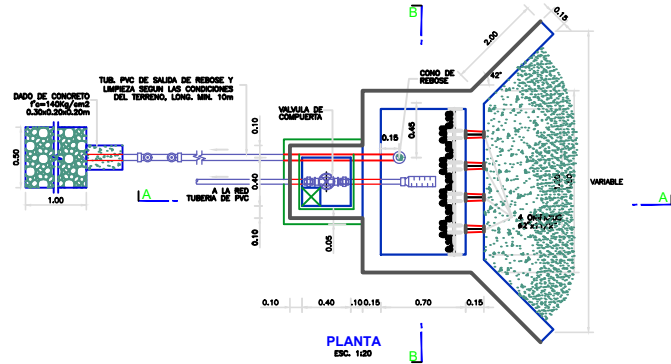 B
0.15
2.00
42°
TUB. PVC DE SALIDA DE REBOSE Y
LIMPIEZA SEGUN LAS CONDICIONES
DEL TERRENO, LONG. MIN. 10m
CONO DE
REBOSE
DADO DE CONCRETO
f'c=140Kg/cm2
0.30x0.20x0.20m
VALVULA DE
COMPUERTA
0.10
0.15
0.45
0.50
0.40
A LA RED
TUBERIA DE PVC
A
1.00
0.10
0.05
VARIABLE
A
4 ORIFICIOS
0.10
0.40
.10
0.15
0.70
0.15
PLANTA
ESC. 1:20
B